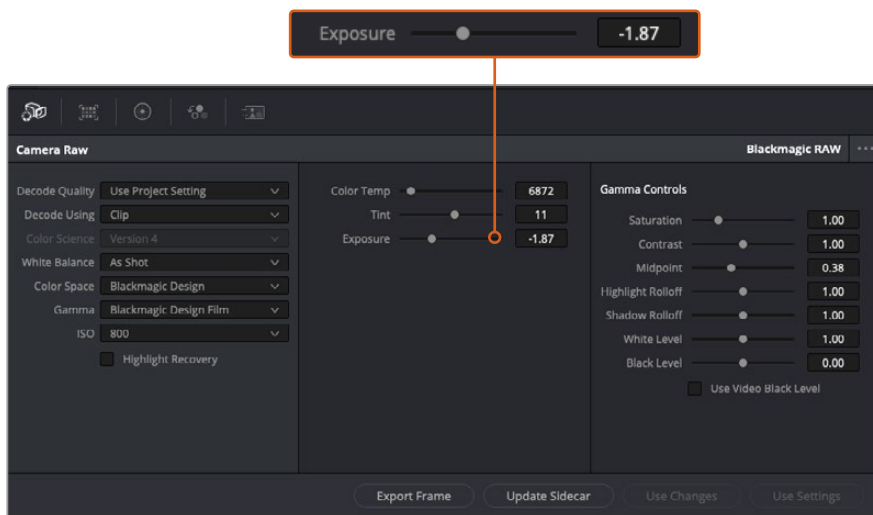 Exposure -1.87
Camera Raw
Blackmagic RAW
Decode Quality Use Project Setting
Decode Using Clip
Color Science Version 4
White Balance As Shot
Color Space Blackmagic Design
Gamma Blackmagic Design Film
ISO 800
Highlight Recovery
Color Temp 6872
Tint 11
Exposure -1.87
Gamma Controls
Saturation 1.00
Contrast 1.00
Midpoint 0.38
Highlight Rolloff 1.00
Shadow Rolloff 1.00
White Level 1.00
Black Level 0.00
Use Video Black Level
Export Frame
Update Sidecar
Use Changes
Use Settings